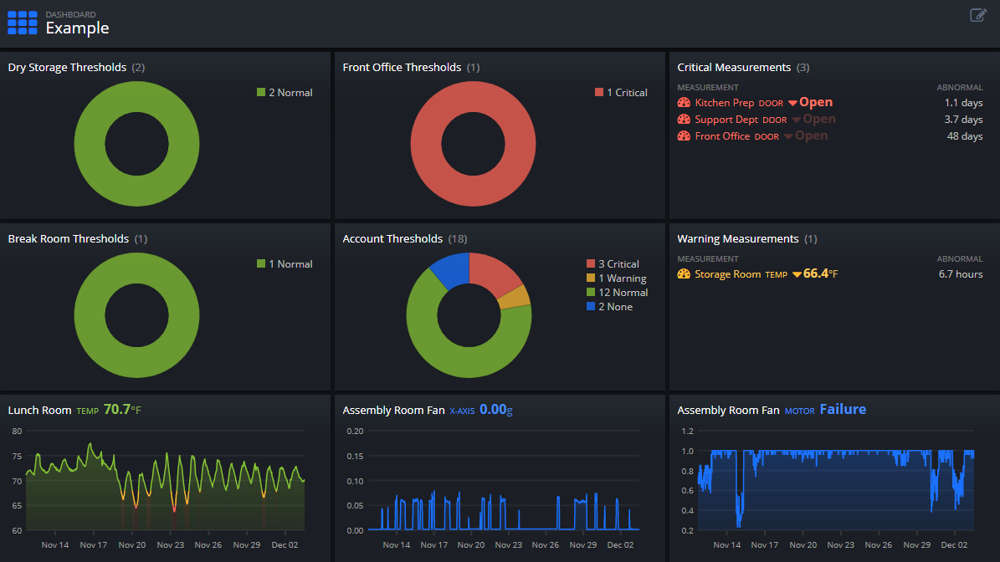 DASHBOARD
Example
Dry Storage Thresholds (2)
2 Normal
Front Office Thresholds (1)
1 Critical
Critical Measurements (3)
MEASUREMENT ABNORMAL
Kitchen Prep DOOR Open 1.1 days
Support Dept DOOR Open 3.7 days
Front Office DOOR Open 48 days
Break Room Thresholds (1)
1 Normal
Account Thresholds (18)
3 Critical
1 Warning
12 Normal
2 None
Warning Measurements (1)
MEASUREMENT ABNORMAL
Storage Room TEMP 66.4°F 6.7 hours
Lunch Room TEMP 70.7°F
80
75
70
65
60
Nov 14 Nov 17 Nov 20 Nov 23 Nov 26 Nov 29 Dec 02
Assembly Room Fan X-AXIS 0.00g
0.20
0.15
0.10
0.05
0.00
Nov 14 Nov 17 Nov 20 Nov 23 Nov 26 Nov 29 Dec 02
Assembly Room Fan MOTOR Failure
1.2
1.0
0.8
0.6
0.4
0.2
Nov 14 Nov 17 Nov 20 Nov 23 Nov 26 Nov 29 Dec 02